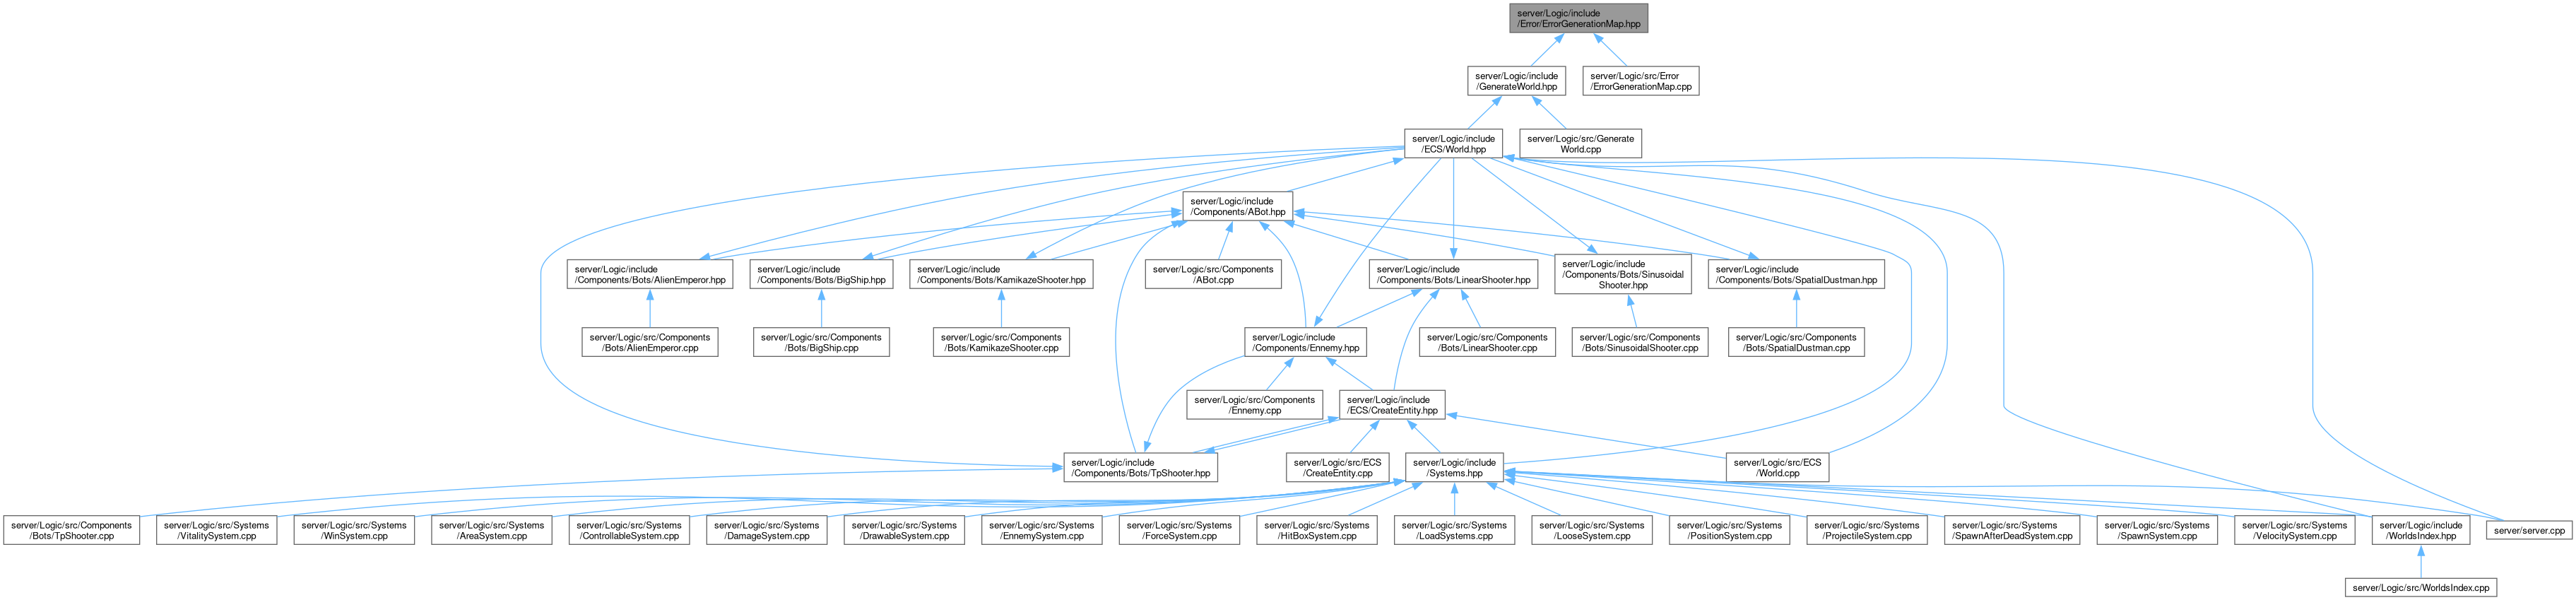 server/Logic/include
/Error/ErrorGenerationMap.hpp
server/Logic/include
/GenerateWorld.hpp
server/Logic/src/Error
/ErrorGenerationMap.cpp
server/Logic/include
/ECS/World.hpp
server/Logic/src/Generate
World.cpp
server/Logic/include
/Components/ABot.hpp
server/Logic/include
/Components/Bots/AlienEmperor.hpp
server/Logic/include
/Components/Bots/BigShip.hpp
server/Logic/include
/Components/Bots/KamikazeShooter.hpp
server/Logic/src/Components
/ABot.cpp
server/Logic/include
/Components/Bots/LinearShooter.hpp
server/Logic/include
/Components/Bots/Sinusoidal
Shooter.hpp
server/Logic/include
/Components/Bots/SpatialDustman.hpp
server/Logic/src/Components
/Bots/AlienEmperor.cpp
server/Logic/src/Components
/Bots/BigShip.cpp
server/Logic/src/Components
/Bots/KamikazeShooter.cpp
server/Logic/include
/Components/Ennemy.hpp
server/Logic/src/Components
/Bots/LinearShooter.cpp
server/Logic/src/Components
/Bots/SinusoidalShooter.cpp
server/Logic/src/Components
/Bots/SpatialDustman.cpp
server/Logic/src/Components
/Ennemy.cpp
server/Logic/include
/ECS/CreateEntity.hpp
server/Logic/include
/Components/Bots/TpShooter.hpp
server/Logic/src/ECS
/CreateEntity.cpp
server/Logic/include
/Systems.hpp
server/Logic/src/ECS
/World.cpp
server/Logic/src/Components
/Bots/TpShooter.cpp
server/Logic/src/Systems
/VitalitySystem.cpp
server/Logic/src/Systems
/WinSystem.cpp
server/Logic/src/Systems
/AreaSystem.cpp
server/Logic/src/Systems
/ControllableSystem.cpp
server/Logic/src/Systems
/DamageSystem.cpp
server/Logic/src/Systems
/DrawableSystem.cpp
server/Logic/src/Systems
/EnnemySystem.cpp
server/Logic/src/Systems
/ForceSystem.cpp
server/Logic/src/Systems
/HitBoxSystem.cpp
server/Logic/src/Systems
/LoadSystems.cpp
server/Logic/src/Systems
/LooseSystem.cpp
server/Logic/src/Systems
/PositionSystem.cpp
server/Logic/src/Systems
/ProjectileSystem.cpp
server/Logic/src/Systems
/SpawnAfterDeadSystem.cpp
server/Logic/src/Systems
/SpawnSystem.cpp
server/Logic/src/Systems
/VelocitySystem.cpp
server/Logic/include
/WorldsIndex.hpp
server/server.cpp
server/Logic/src/WorldsIndex.cpp